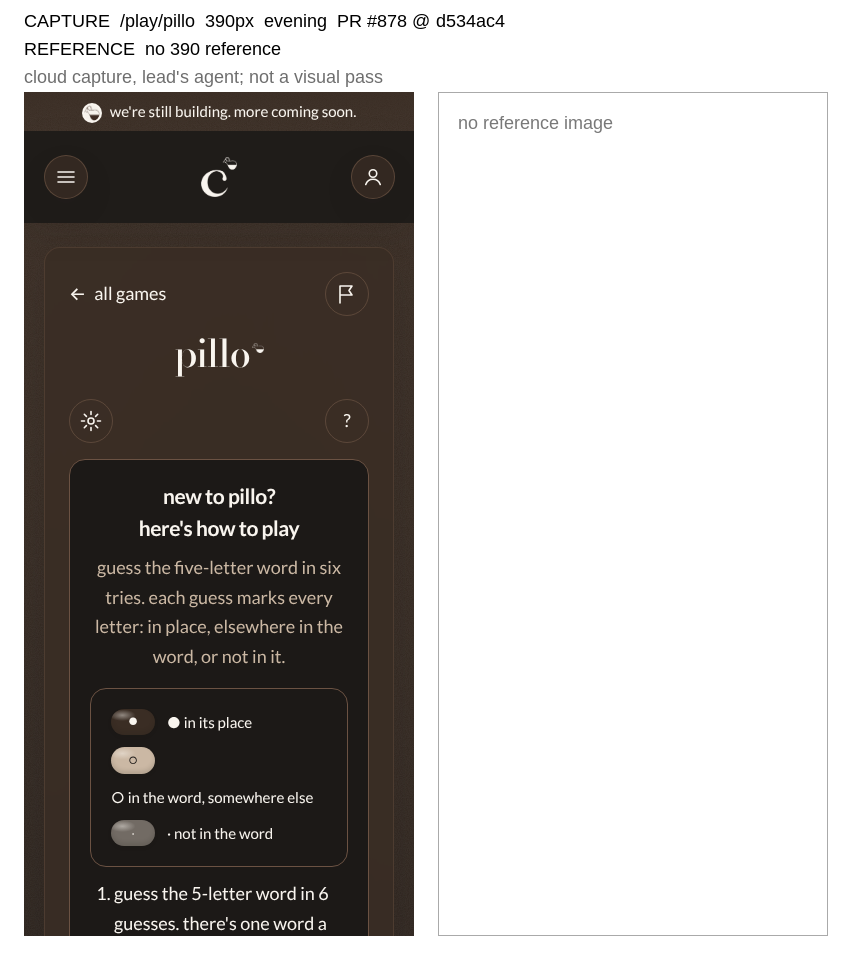 CAPTURE /play/pillo 390px evening PR #878 @ d534ac4
REFERENCE no 390 reference
cloud capture, lead's agent; not a visual pass
we're still building. more coming soon.
no reference image
c
← all games
pillo
?
new to pillo?
here's how to play
guess the five-letter word in six
tries. each guess marks every
letter: in place, elsewhere in the
word, or not in it.
● in its place
○ in the word, somewhere else
· not in the word
1. guess the 5-letter word in 6
guesses. there's one word a